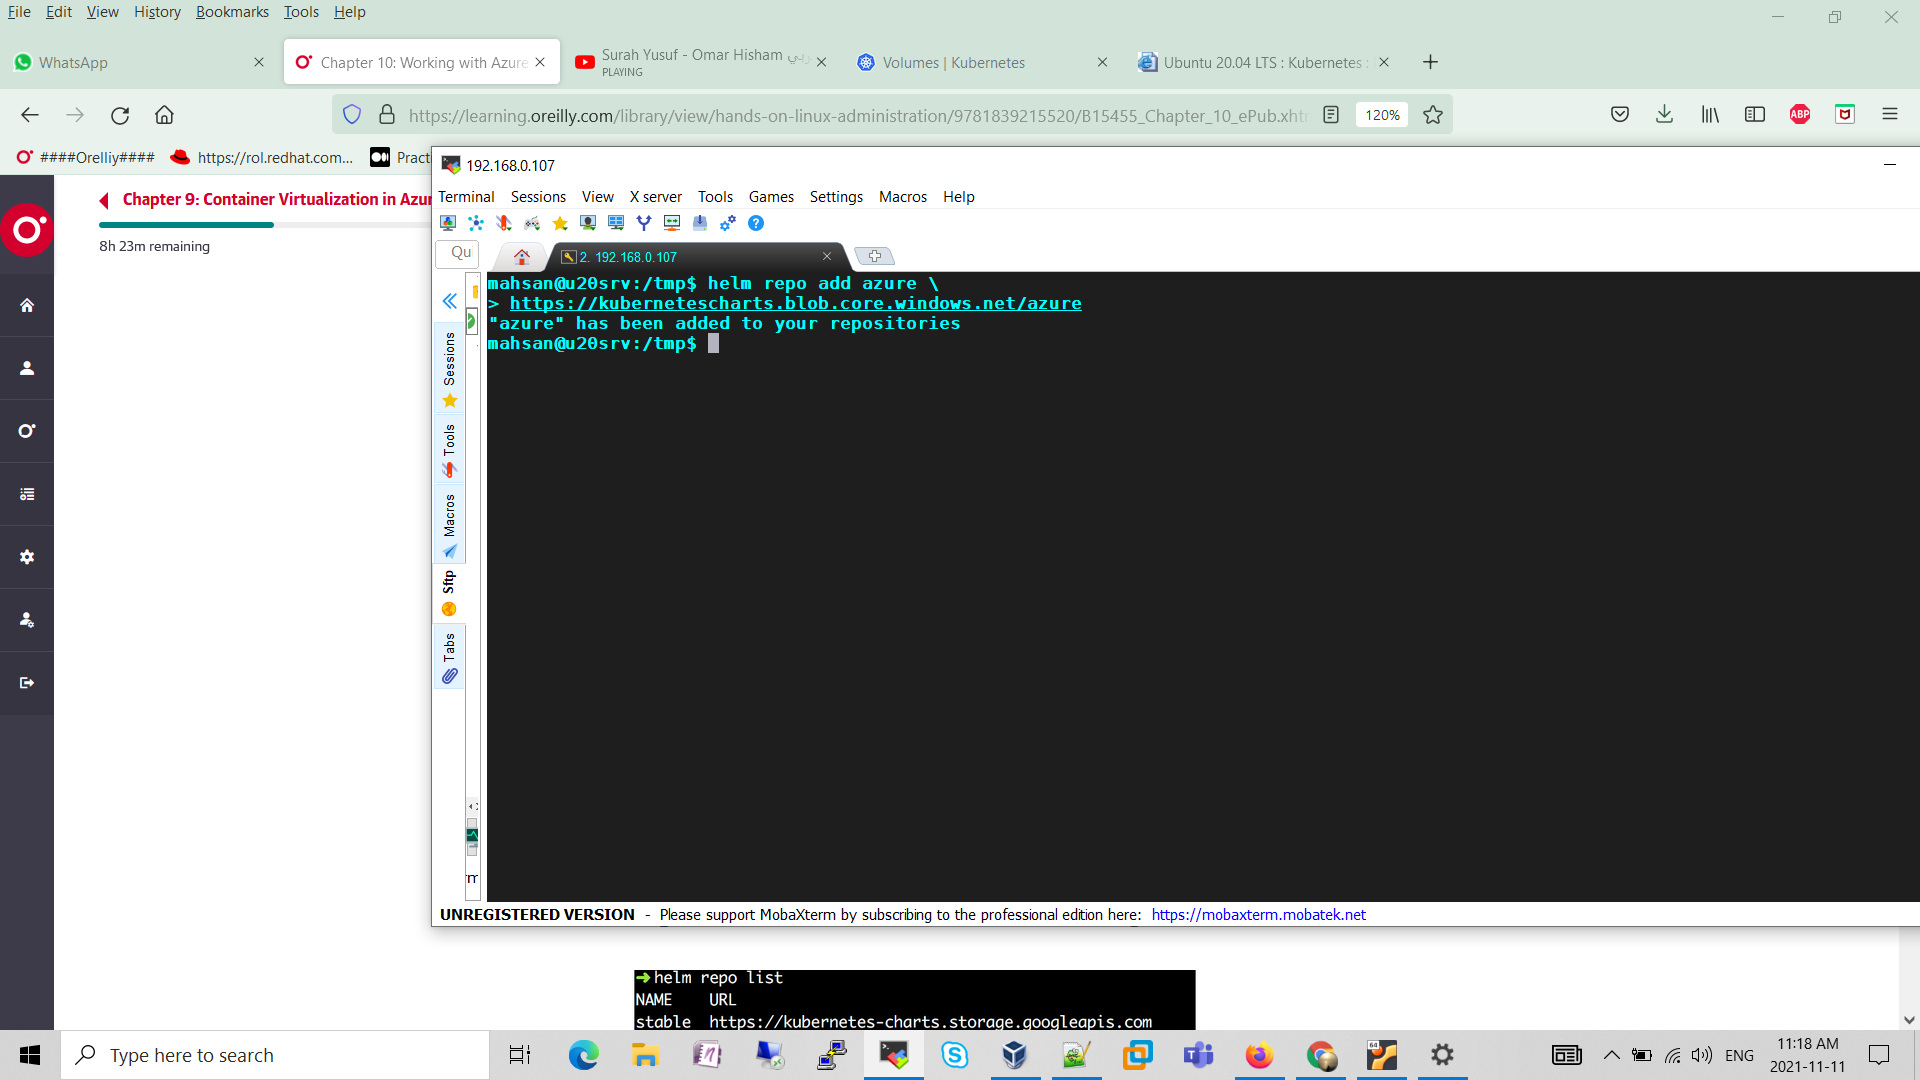 File Edit View History Bookmarks Tools Help
WhatsApp
Chapter 10: Working with Azure
Surah Yusuf - Omar Hisham
PLAYING
Volumes | Kubernetes
Ubuntu 20.04 LTS : Kubernetes :
https://learning.oreilly.com/library/view/hands-on-linux-administration/9781839215520/B15455_Chapter_10_ePub.xhtm
120%
ABP
####Orelliy####
https://rol.redhat.com...
Pract
192.168.0.107
Chapter 9: Container Virtualization in Azur
8h 23m remaining
Terminal Sessions View X server Tools Games Settings Macros Help
Qui
2. 192.168.0.107
Sessions
Tools
Macros
Sftp
Tabs
mahsan@u20srv:/tmp$ helm repo add azure \
> https://kubernetescharts.blob.core.windows.net/azure
"azure" has been added to your repositories
mahsan@u20srv:/tmp$
UNREGISTERED VERSION - Please support MobaXterm by subscribing to the professional edition here: https://mobaxterm.mobatek.net
helm repo list
NAME URL
stable https://kubernetes-charts.storage.googleapis.com
Type here to search
64
ENG
11:18 AM
2021-11-11